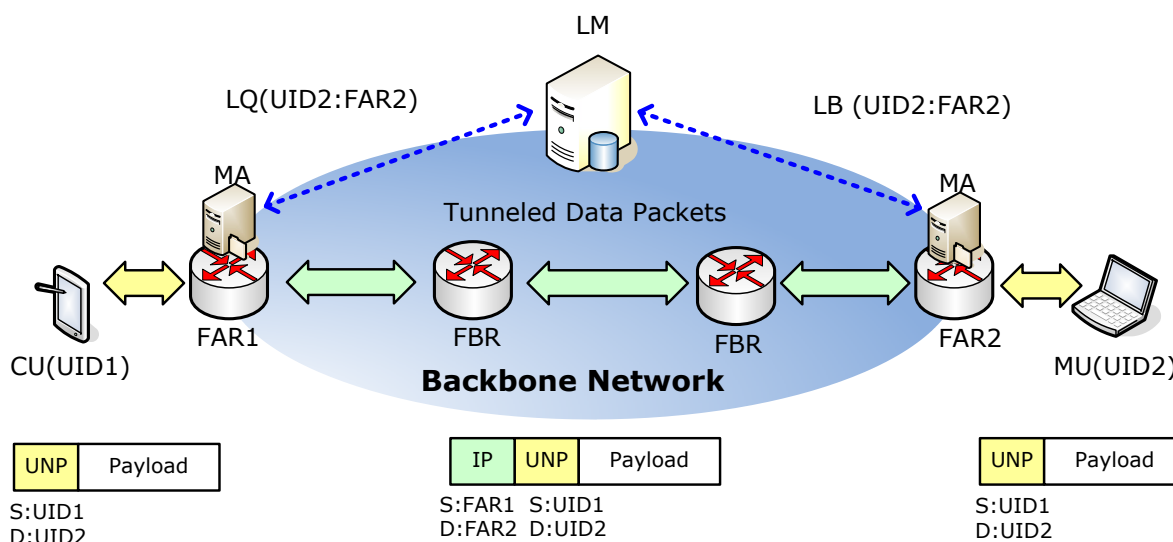 LM
LQ(UID2:FAR2)
LB (UID2:FAR2)
MA
MA
Tunneled Data Packets
FAR1
FBR
FBR
FAR2
CU(UID1)
MU(UID2)
Backbone Network
UNP Payload
IP UNP Payload
UNP Payload
S:UID1
D:UID2
S:FAR1 S:UID1
D:FAR2 D:UID2
S:UID1
D:UID2